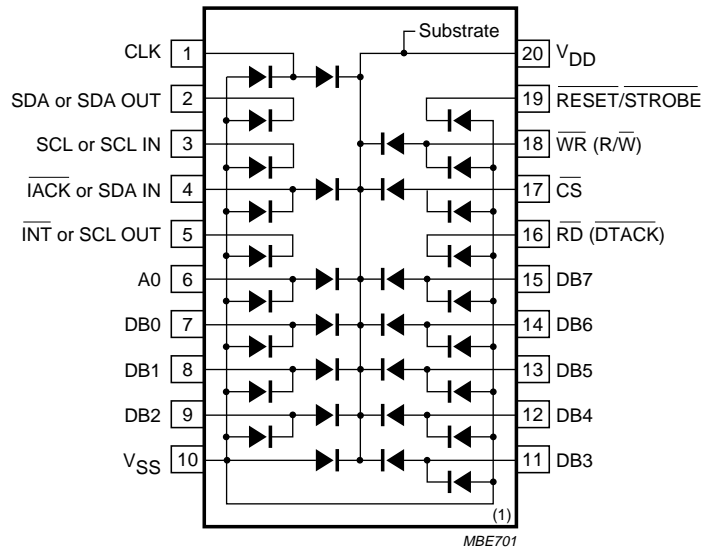 Substrate
CLK 1
20 VDD
SDA or SDA OUT 2
19 RESET/STROBE
SCL or SCL IN 3
18 WR (R/W)
IACK or SDA IN 4
17 CS
INT or SCL OUT 5
16 RD (DTACK)
A0 6
15 DB7
DB0 7
14 DB6
DB1 8
13 DB5
DB2 9
12 DB4
VSS 10
11 DB3
(1)
MBE701